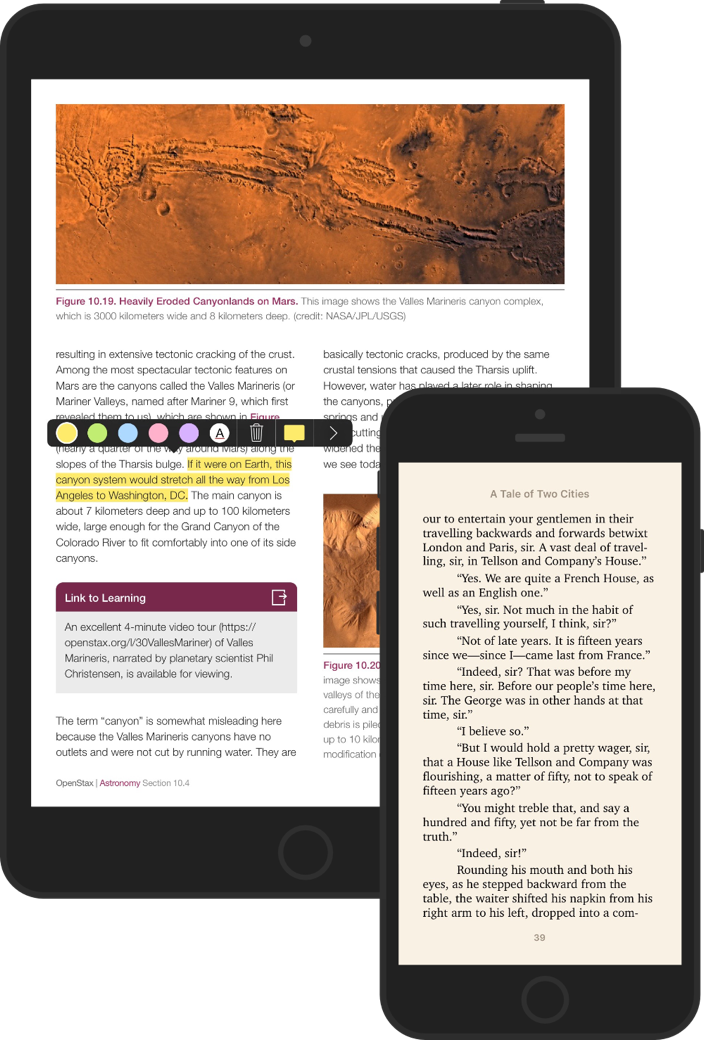 Figure 10.19. Heavily Eroded Canyonlands on Mars. This image shows the Valles Marineris canyon complex,
which is 3000 kilometers wide and 8 kilometers deep. (credit: NASA/JPL/USGS)
resulting in extensive tectonic cracking of the crust.
Among the most spectacular tectonic features on
Mars are the canyons called the Valles Marineris (or
Mariner Valleys, named after Mariner 9, which first
revealed them to us), which are shown in Figure
A
(nearly a quarter of the way around Mars) along the
slopes of the Tharsis bulge. If it were on Earth, this
canyon system would stretch all the way from Los
Angeles to Washington, DC. The main canyon is
about 7 kilometers deep and up to 100 kilometers
wide, large enough for the Grand Canyon of the
Colorado River to fit comfortably into one of its side
canyons.
Link to Learning
An excellent 4-minute video tour (https://
openstax.org/l/30VallesMariner) of Valles
Marineris, narrated by planetary scientist Phil
Christensen, is available for viewing.
The term “canyon” is somewhat misleading here
because the Valles Marineris canyons have no
outlets and were not cut by running water. They are
OpenStax | Astronomy Section 10.4
basically tectonic cracks, produced by the same
crustal tensions that caused the Tharsis uplift.
However, water has played a later role in shaping
the canyons,
springs and
cutting
widened the
we see toda
Figure 10.20
image shows
valleys of the
carefully and
debris is piled
up to 10 kilo
modification
A Tale of Two Cities
our to entertain your gentlemen in their
travelling backwards and forwards betwixt
London and Paris, sir. A vast deal of travel-
ling, sir, in Tellson and Company’s House.”
“Yes. We are quite a French House, as
well as an English one.”
“Yes, sir. Not much in the habit of
such travelling yourself, I think, sir?”
“Not of late years. It is fifteen years
since we—since I—came last from France.”
“Indeed, sir? That was before my
time here, sir. Before our people’s time here,
sir. The George was in other hands at that
time, sir.”
“I believe so.”
“But I would hold a pretty wager, sir,
that a House like Tellson and Company was
flourishing, a matter of fifty, not to speak of
fifteen years ago?”
“You might treble that, and say a
hundred and fifty, yet not be far from the
truth.”
“Indeed, sir!”
Rounding his mouth and both his
eyes, as he stepped backward from the
table, the waiter shifted his napkin from his
right arm to his left, dropped into a com-
39